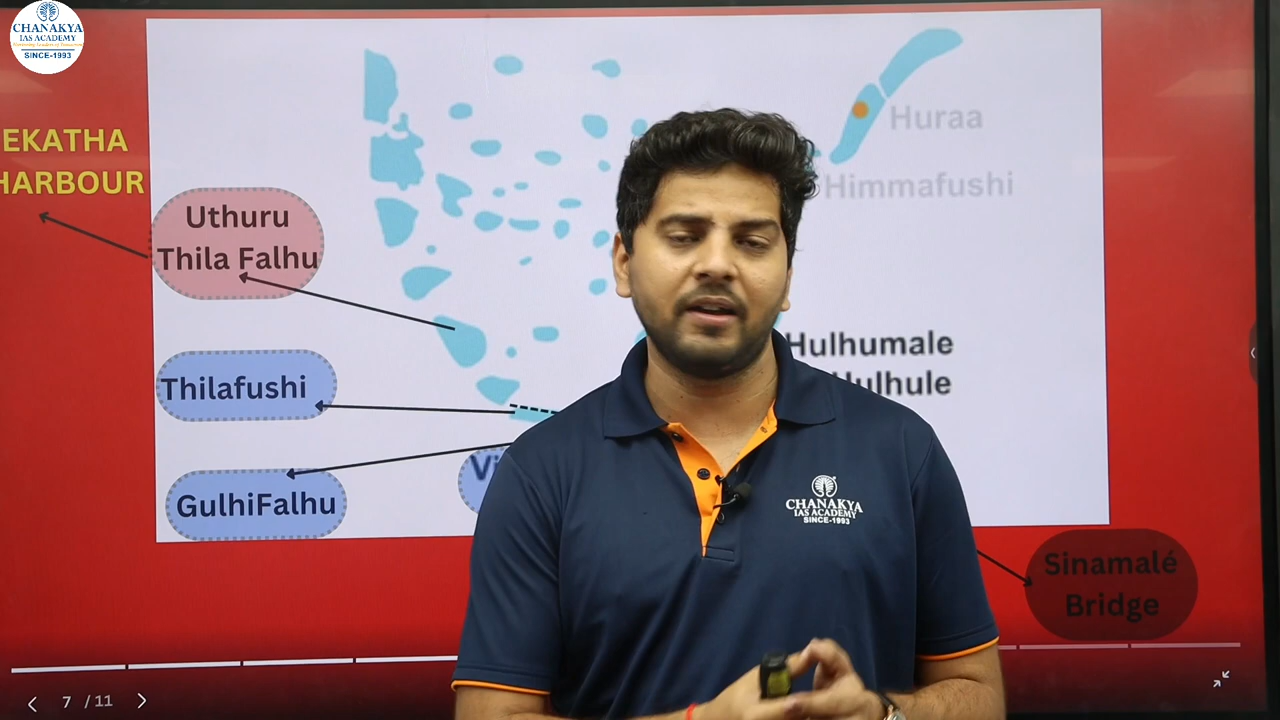 CHANAKYA
IAS ACADEMY
SINCE-1993
EKATHA
HARBOUR
Uthuru
Thila Falhu
Thilafushi
GulhiFalhu
Vi
Huraa
Himmafushi
Hulhumale
Hulhule
CHANAKYA
IAS ACADEMY
SINCE-1993
Sinamalé
Bridge
7 / 11